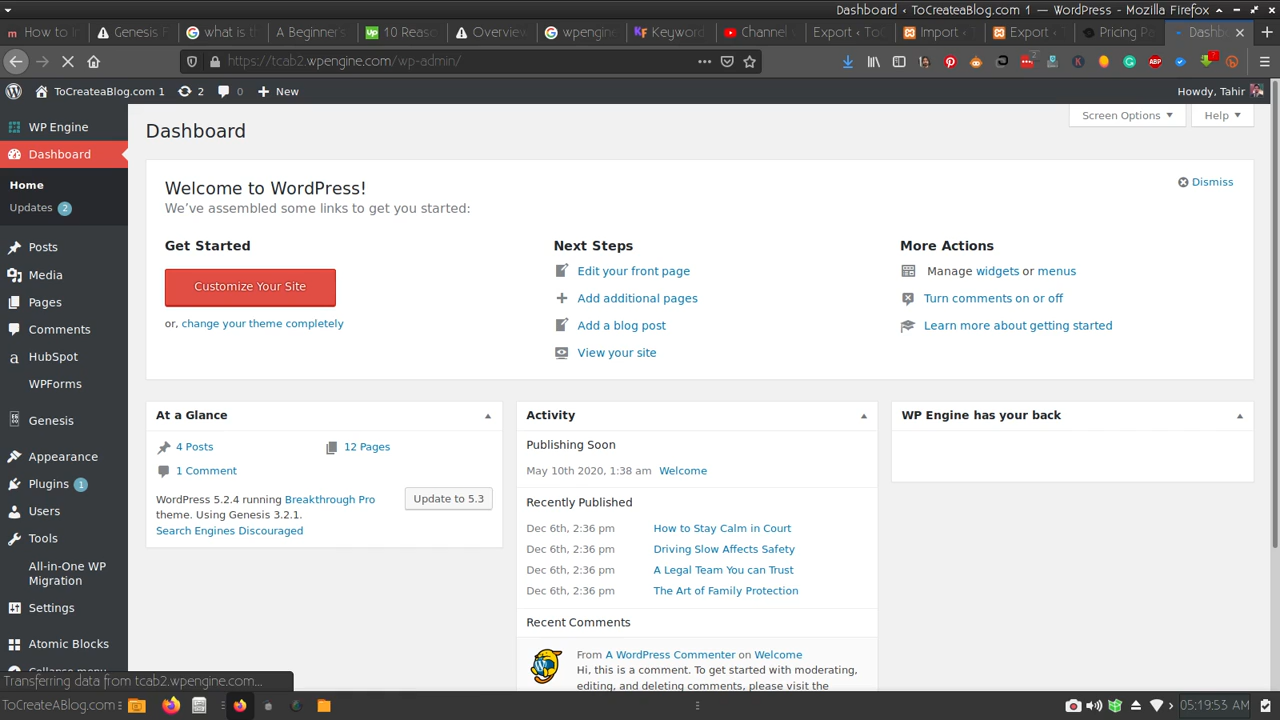 Dashboard ‹ ToCreateaBlog.com 1 — WordPress - Mozilla Firefox
How to I
Genesis F
what is th
A Beginner's
10 Reaso
Overview
wpengine
Keyword
Channel
Export ‹ ToC
Import ‹
Export ‹
Pricing Pa
Dashb
https://tcab2.wpengine.com/wp-admin/
ToCreateaBlog.com 1
2
0
New
Howdy, Tahir
WP Engine
Dashboard
Home
Updates 2
Posts
Media
Pages
Comments
HubSpot
WPForms
Genesis
Appearance
Plugins 1
Users
Tools
All-in-One WP
Migration
Settings
Atomic Blocks
Collapse menu
Dashboard
Screen Options
Help
Welcome to WordPress!
Dismiss
We've assembled some links to get you started:
Get Started
Customize Your Site
or, change your theme completely
Next Steps
Edit your front page
Add additional pages
Add a blog post
View your site
More Actions
Manage widgets or menus
Turn comments on or off
Learn more about getting started
At a Glance
4 Posts
12 Pages
1 Comment
WordPress 5.2.4 running Breakthrough Pro
theme. Using Genesis 3.2.1.
Update to 5.3
Search Engines Discouraged
Activity
Publishing Soon
May 10th 2020, 1:38 am Welcome
Recently Published
Dec 6th, 2:36 pm How to Stay Calm in Court
Dec 6th, 2:36 pm Driving Slow Affects Safety
Dec 6th, 2:36 pm A Legal Team You can Trust
Dec 6th, 2:36 pm The Art of Family Protection
Recent Comments
From A WordPress Commenter on Welcome
Hi, this is a comment. To get started with moderating,
editing, and deleting comments, please visit the
WP Engine has your back
Transferring data from tcab2.wpengine.com...
ToCreateABlog.com
05:19:53 AM